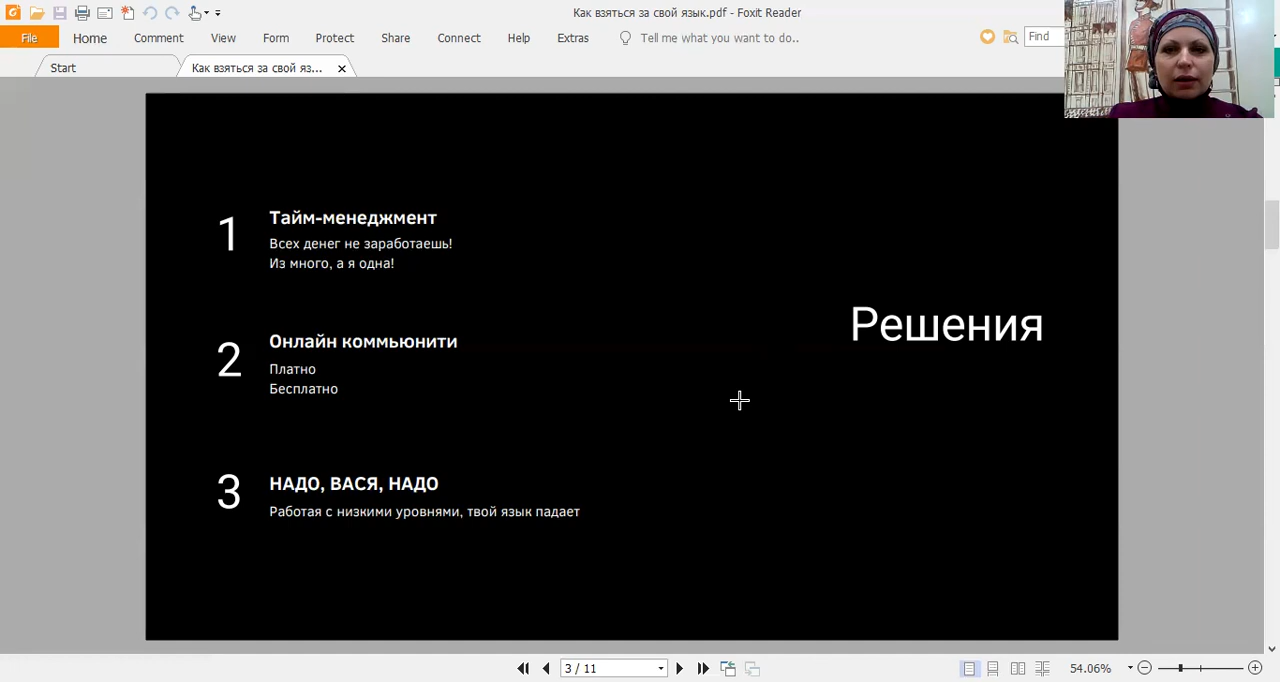 Как взяться за свой язык.pdf - Foxit Reader
File Home Comment View Form Protect Share Connect Help Extras Tell me what you want to do.. Find
Start Как взяться за свой яз...
1 Тайм-менеджмент
Всех денег не заработаешь!
Из много, а я одна!
Решения
2 Онлайн коммьюнити
Платно
Бесплатно
3 НАДО, ВАСЯ, НАДО
Работая с низкими уровнями, твой язык падает
3 / 11 54.06%